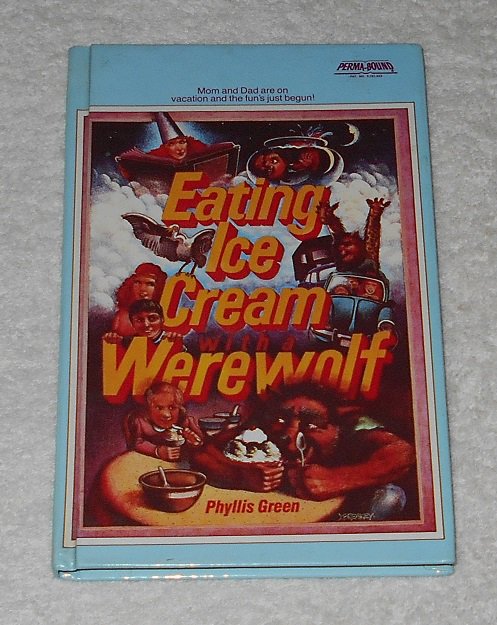 PERMA-BOUND
Mom and Dad are on
vacation and the fun's just begun!
Eating
Ice
Cream
with a
Werewolf
Phyllis Green